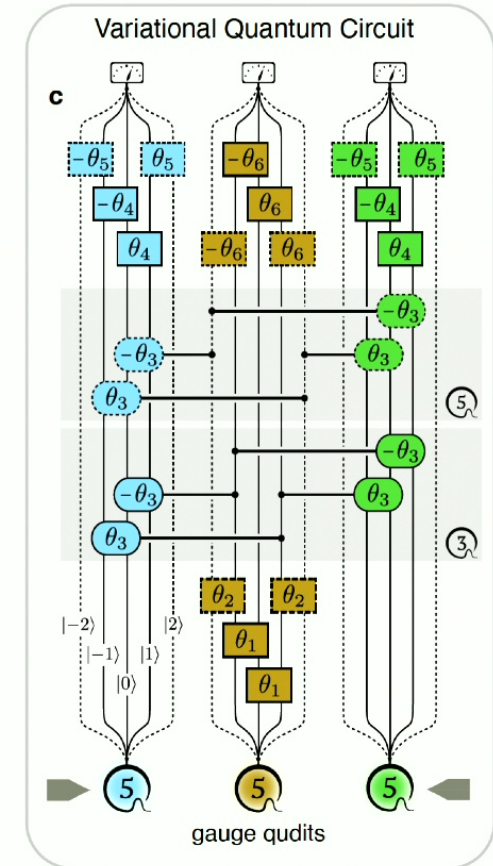 Variational Quantum Circuit
c
-θ5 θ5 -θ6 -θ5 θ5
-θ4 θ6 -θ4
θ4 -θ6 θ6 θ4
-θ3
-θ3 θ3
θ3 5
-θ3
-θ3 θ3
θ3 3
θ2 θ2
|-2⟩ |2⟩
θ1
|-1⟩ |1⟩
|0⟩ θ1
5 5 5
gauge qudits